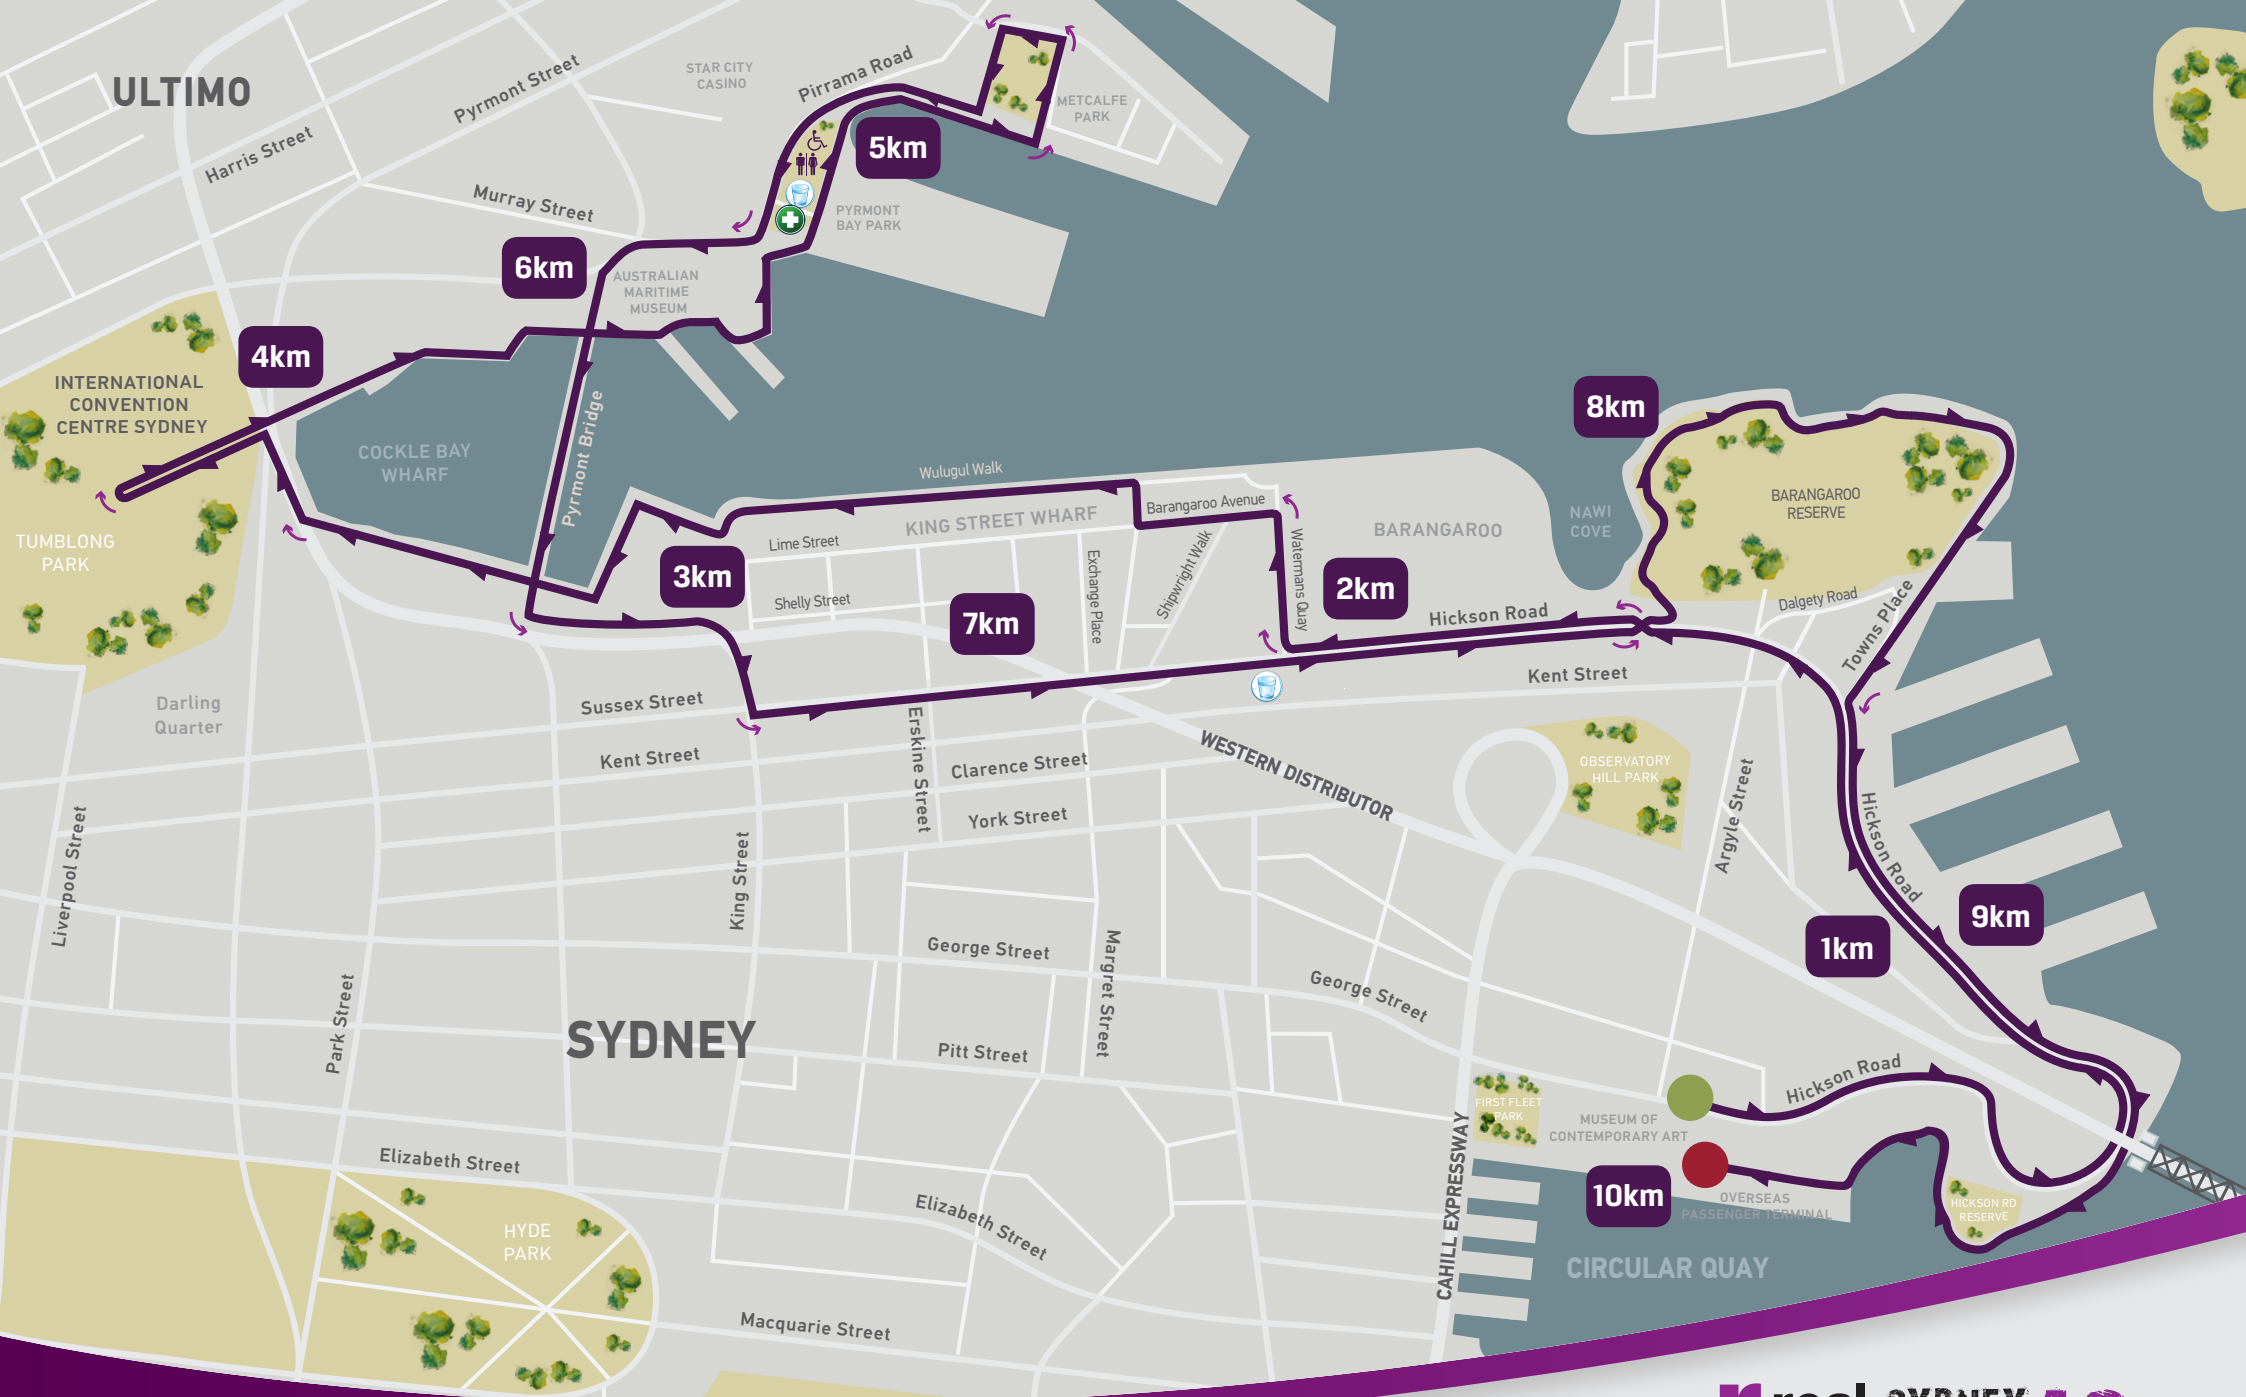 ULTIMO
Harris Street
Pyrmont Street
Murray Street
STAR CITY
CASINO
Pirrama Road
METCALFE
PARK
5km
PYRMONT
BAY PARK
6km
AUSTRALIAN
MARITIME
MUSEUM
4km
INTERNATIONAL
CONVENTION
CENTRE SYDNEY
COCKLE BAY
WHARF
Pyrmont Bridge
TUMBLONG
PARK
Darling
Quarter
Wulugul Walk
KING STREET WHARF
Barangaroo Avenue
Lime Street
Shelly Street
Exchange Place
Shipwright Walk
Watermans Quay
3km
7km
2km
BARANGAROO
NAWI
COVE
8km
BARANGAROO
RESERVE
Dalgety Road
Towns Place
Hickson Road
Kent Street
Sussex Street
Kent Street
Erskine Street
Clarence Street
York Street
WESTERN DISTRIBUTOR
OBSERVATORY
HILL PARK
Argyle Street
Hickson Road
9km
1km
Liverpool Street
King Street
George Street
Margret Street
George Street
Park Street
SYDNEY
Pitt Street
Hickson Road
FIRST FLEET
PARK
MUSEUM OF
CONTEMPORARY ART
10km
OVERSEAS
PASSENGER TERMINAL
HICKSON RD
RESERVE
CAHILL EXPRESSWAY
CIRCULAR QUAY
Elizabeth Street
Elizabeth Street
HYDE
PARK
Macquarie Street